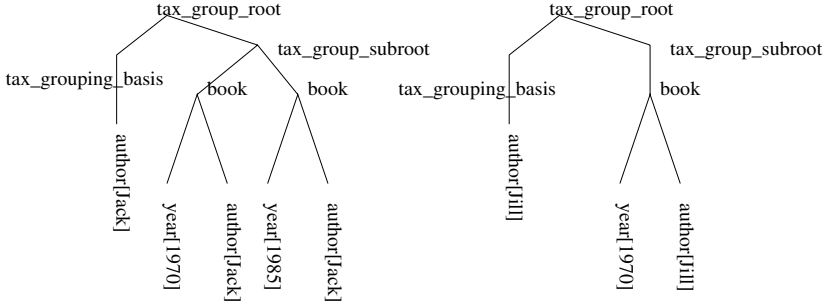 tax_group_root
tax_group_root
tax_group_subroot
tax_group_subroot
tax_grouping_basis
book
book
tax_grouping_basis
book
author[Jack]
year[1970]
author[Jack]
year[1985]
author[Jack]
author[Jill]
year[1970]
author[Jill]